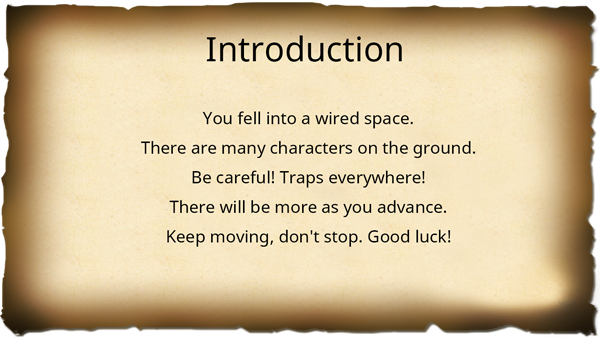 Introduction
You fell into a wired space.
There are many characters on the ground.
Be careful! Traps everywhere!
There will be more as you advance.
Keep moving, don't stop. Good luck!